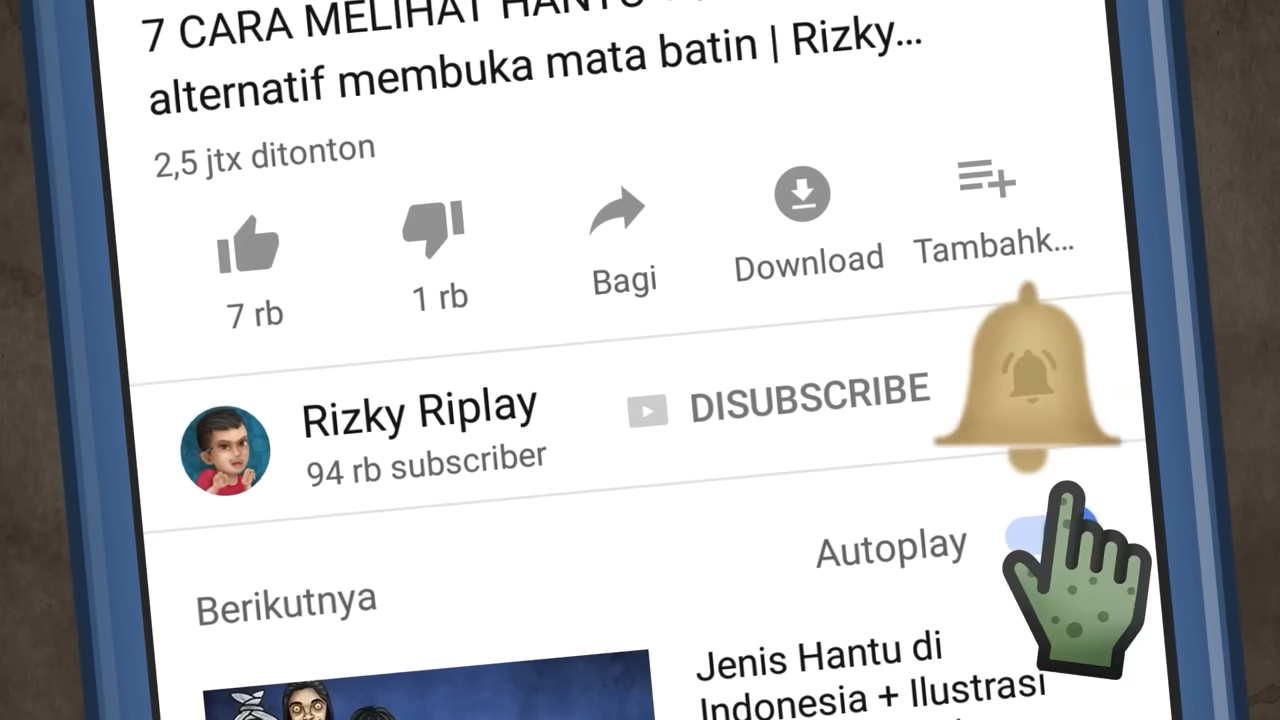 7 CARA MELIHAT HANTU
alternatif membuka mata batin | Rizky...
2,5 jtx ditonton
7 rb
1 rb
Bagi
Download
Tambahk...
Rizky Riplay
94 rb subscriber
DISUBSCRIBE
Autoplay
Berikutnya
Jenis Hantu di
Indonesia + Ilustrasi